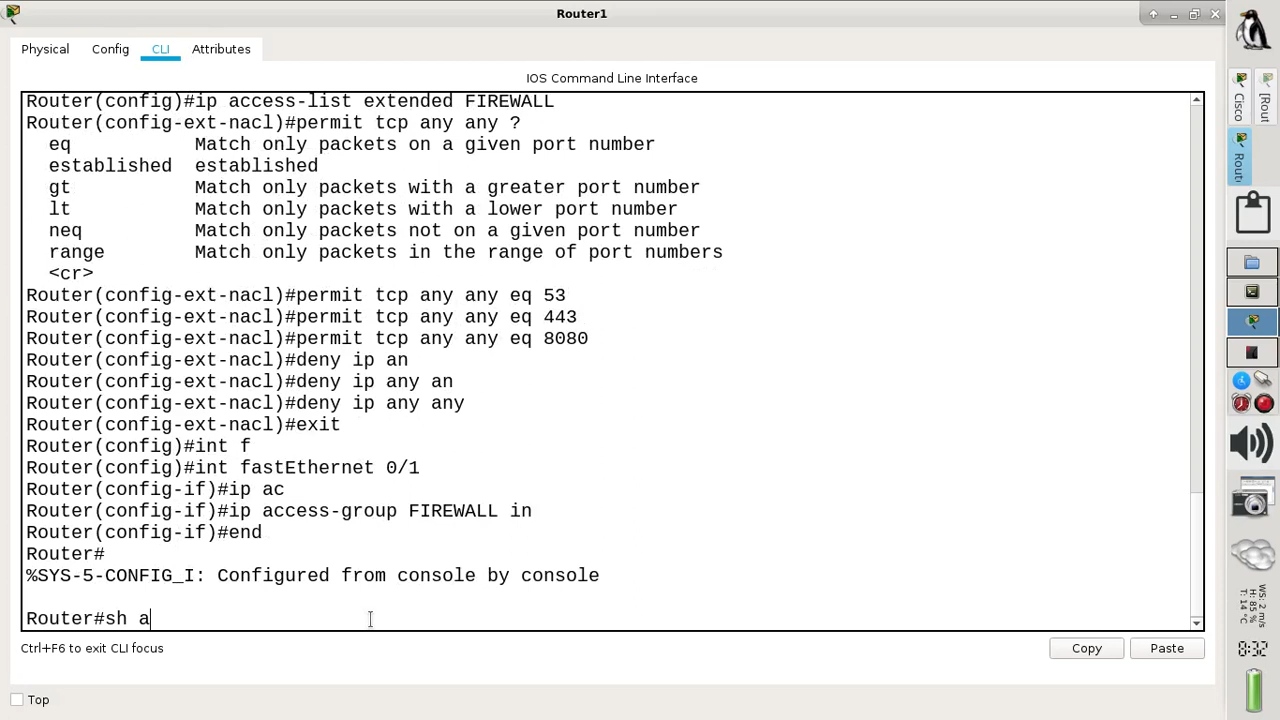 Router1
Physical Config CLI Attributes
IOS Command Line Interface
Router(config)#ip access-list extended FIREWALL
Router(config-ext-nacl)#permit tcp any any ?
eq Match only packets on a given port number
established established
gt Match only packets with a greater port number
lt Match only packets with a lower port number
neq Match only packets not on a given port number
range Match only packets in the range of port numbers
<cr>
Router(config-ext-nacl)#permit tcp any any eq 53
Router(config-ext-nacl)#permit tcp any any eq 443
Router(config-ext-nacl)#permit tcp any any eq 8080
Router(config-ext-nacl)#deny ip an
Router(config-ext-nacl)#deny ip any an
Router(config-ext-nacl)#deny ip any any
Router(config-ext-nacl)#exit
Router(config)#int f
Router(config)#int fastEthernet 0/1
Router(config-if)#ip ac
Router(config-if)#ip access-group FIREWALL in
Router(config-if)#end
Router#
%SYS-5-CONFIG_I: Configured from console by console
Router#sh a
Ctrl+F6 to exit CLI focus
Copy Paste
Top
Cisco
[Rout
Rout
WS: 2 m/s
H: 85 %
T: 14 °C
8:32